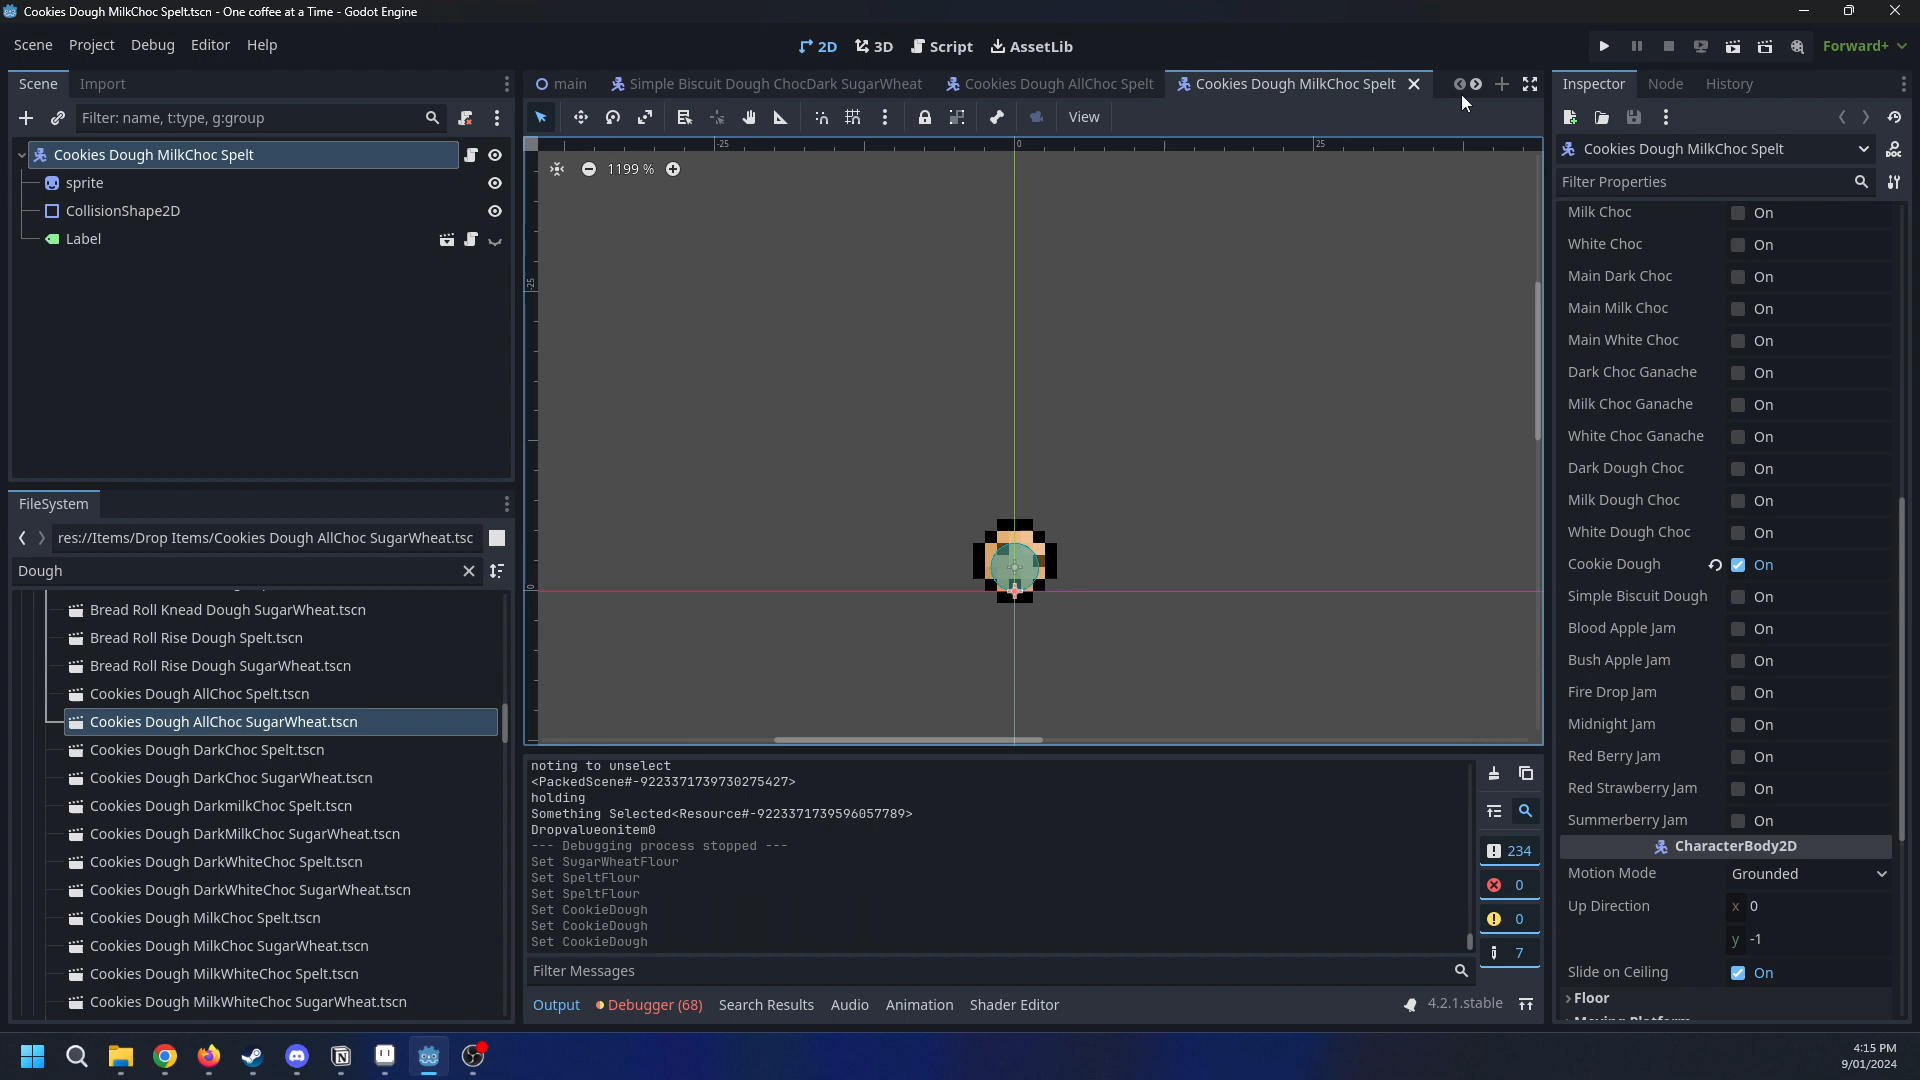 Cookies Dough MilkChoc Spelt.tscn - One coffee at a Time - Godot Engine
Scene Project Debug Editor Help
2D 3D Script AssetLib
Forward+
Scene Import
Filter: name, t:type, g:group
Cookies Dough MilkChoc Spelt
sprite
CollisionShape2D
Label
FileSystem
res://Items/Drop Items/Cookies Dough AllChoc SugarWheat.tsc
Dough
Bread Roll Knead Dough SugarWheat.tscn
Bread Roll Rise Dough Spelt.tscn
Bread Roll Rise Dough SugarWheat.tscn
Cookies Dough AllChoc Spelt.tscn
Cookies Dough AllChoc SugarWheat.tscn
Cookies Dough DarkChoc Spelt.tscn
Cookies Dough DarkChoc SugarWheat.tscn
Cookies Dough DarkmilkChoc Spelt.tscn
Cookies Dough DarkMilkChoc SugarWheat.tscn
Cookies Dough DarkWhiteChoc Spelt.tscn
Cookies Dough DarkWhiteChoc SugarWheat.tscn
Cookies Dough MilkChoc Spelt.tscn
Cookies Dough MilkChoc SugarWheat.tscn
Cookies Dough MilkWhiteChoc Spelt.tscn
Cookies Dough MilkWhiteChoc SugarWheat.tscn
main Simple Biscuit Dough ChocDark SugarWheat Cookies Dough AllChoc Spelt Cookies Dough MilkChoc Spelt
View
-25 0 25
1199 %
-25
0
noting to unselect
<PackedScene#-9223371739730275427>
holding
Something Selected<Resource#-9223371739596057789>
Dropvalueonitem0
--- Debugging process stopped ---
Set SugarWheatFlour
Set SpeltFlour
Set SpeltFlour
Set CookieDough
Set CookieDough
Set CookieDough
234
0
0
7
Filter Messages
Output Debugger (68) Search Results Audio Animation Shader Editor
4.2.1.stable
Inspector Node History
Cookies Dough MilkChoc Spelt
Filter Properties
Milk Choc On
White Choc On
Main Dark Choc On
Main Milk Choc On
Main White Choc On
Dark Choc Ganache On
Milk Choc Ganache On
White Choc Ganache On
Dark Dough Choc On
Milk Dough Choc On
White Dough Choc On
Cookie Dough On
Simple Biscuit Dough On
Blood Apple Jam On
Bush Apple Jam On
Fire Drop Jam On
Midnight Jam On
Red Berry Jam On
Red Strawberry Jam On
Summerberry Jam On
CharacterBody2D
Motion Mode Grounded
Up Direction x 0
y -1
Slide on Ceiling On
Floor
Moving Platform
4:15 PM
9/01/2024